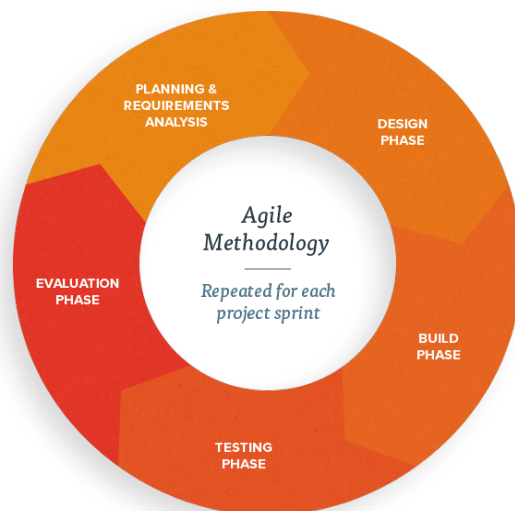 PLANNING &
REQUIREMENTS
ANALYSIS
DESIGN
PHASE
BUILD
PHASE
TESTING
PHASE
EVALUATION
PHASE
Agile
Methodology
Repeated for each
project sprint